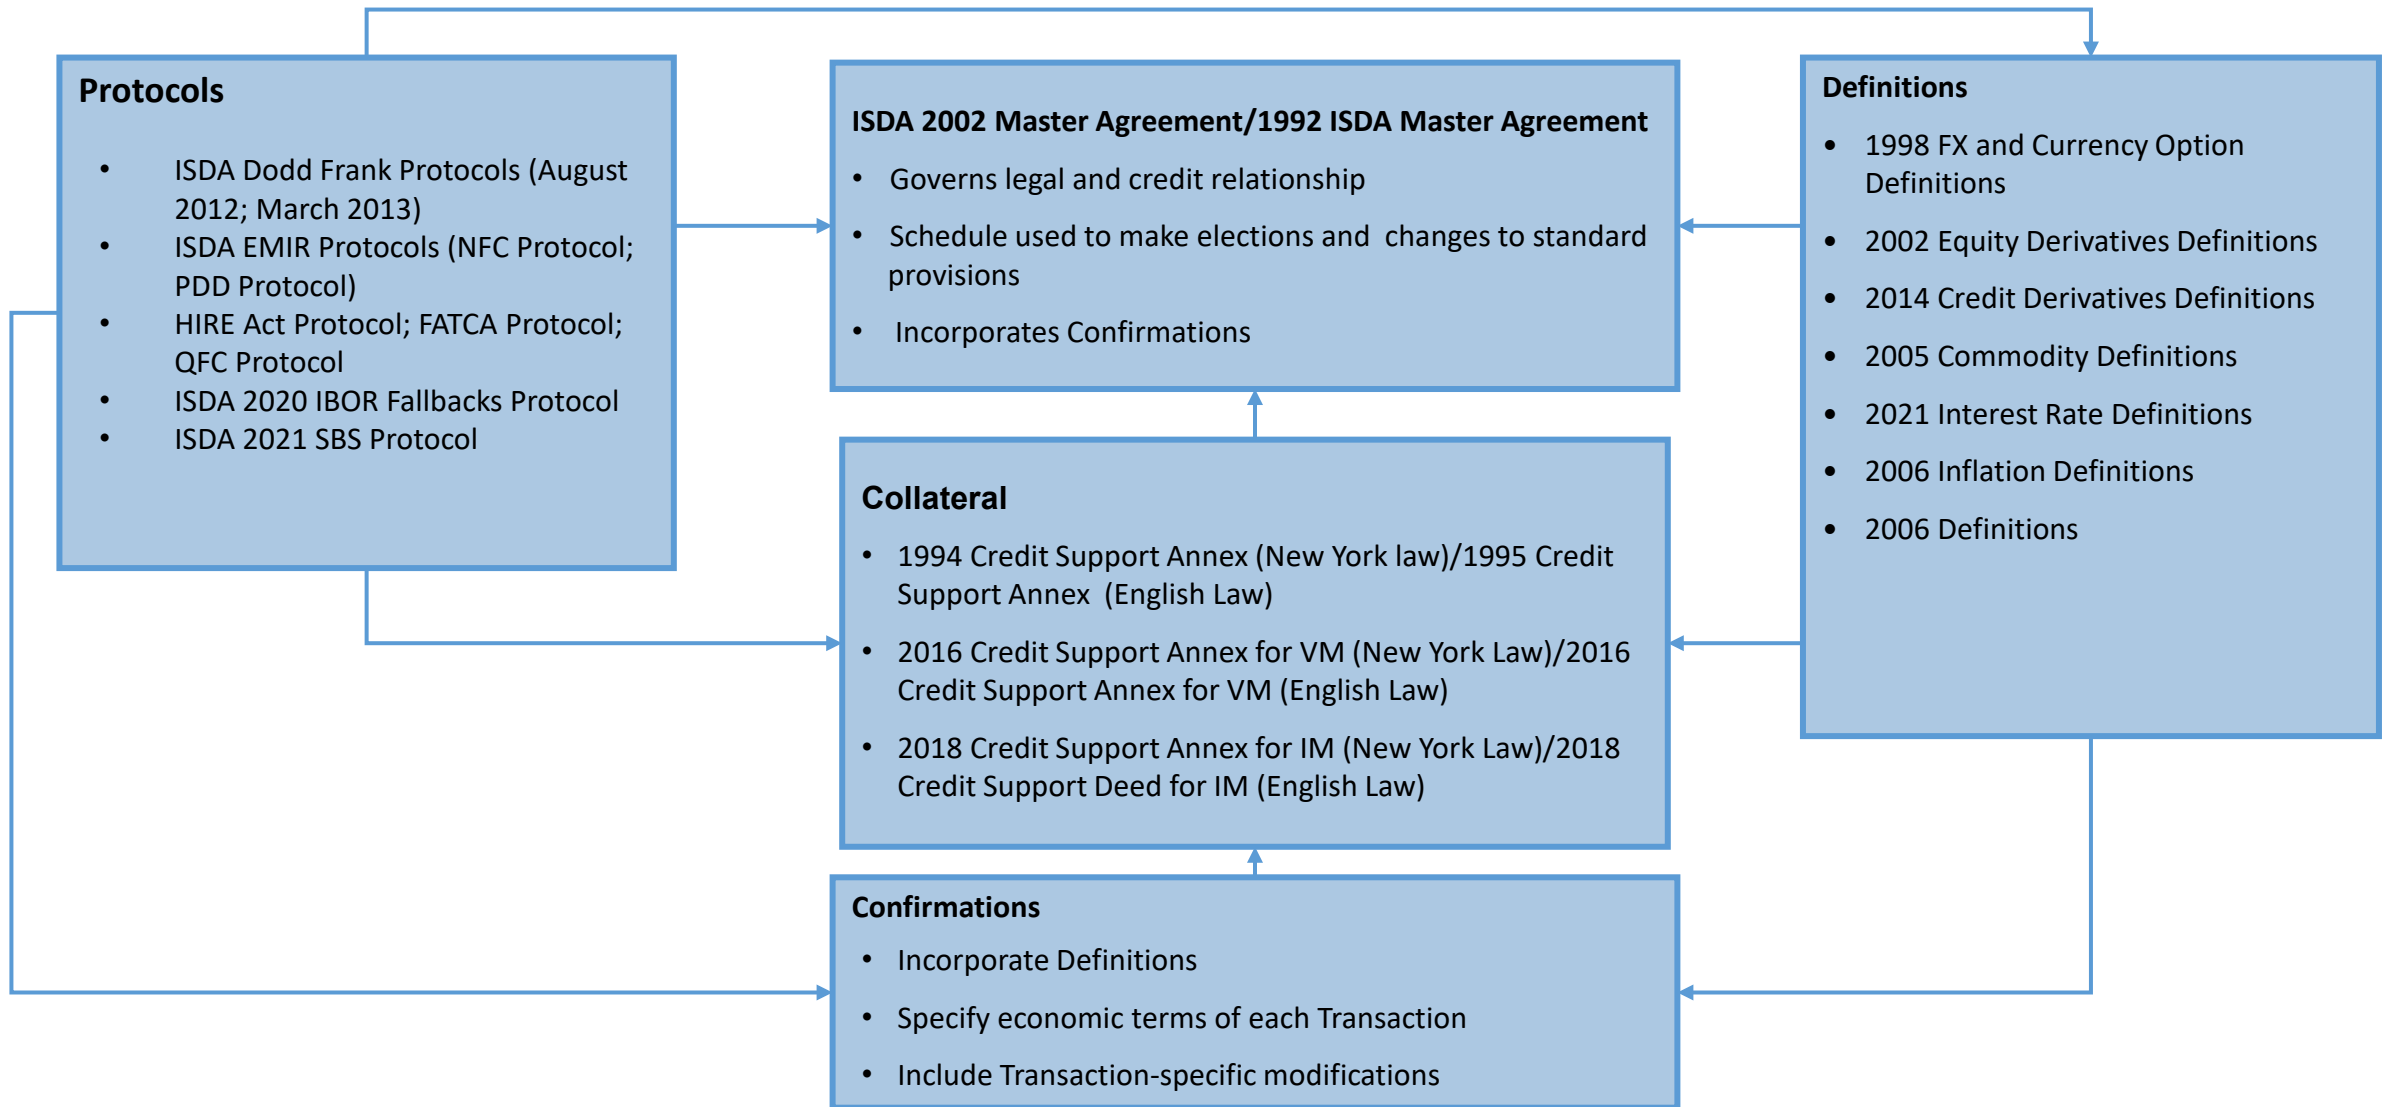 Protocols
• ISDA Dodd Frank Protocols (August
2012; March 2013)
• ISDA EMIR Protocols (NFC Protocol;
PDD Protocol)
• HIRE Act Protocol; FATCA Protocol;
QFC Protocol
• ISDA 2020 IBOR Fallbacks Protocol
• ISDA 2021 SBS Protocol
ISDA 2002 Master Agreement/1992 ISDA Master Agreement
• Governs legal and credit relationship
• Schedule used to make elections and changes to standard
provisions
• Incorporates Confirmations
Collateral
• 1994 Credit Support Annex (New York law)/1995 Credit
Support Annex (English Law)
• 2016 Credit Support Annex for VM (New York Law)/2016
Credit Support Annex for VM (English Law)
• 2018 Credit Support Annex for IM (New York Law)/2018
Credit Support Deed for IM (English Law)
Confirmations
• Incorporate Definitions
• Specify economic terms of each Transaction
• Include Transaction-specific modifications
Definitions
• 1998 FX and Currency Option
Definitions
• 2002 Equity Derivatives Definitions
• 2014 Credit Derivatives Definitions
• 2005 Commodity Definitions
• 2021 Interest Rate Definitions
• 2006 Inflation Definitions
• 2006 Definitions